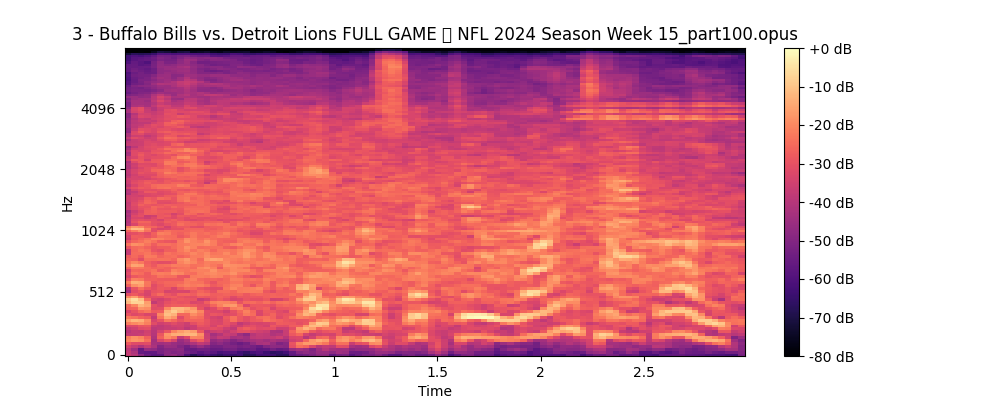 3 - Buffalo Bills vs. Detroit Lions FULL GAME ▯ NFL 2024 Season Week 15_part100.opus
+0 dB
4096
-10 dB
-20 dB
2048
-30 dB
Hz
1024
-40 dB
-50 dB
512
-60 dB
-70 dB
0
-80 dB
0
0.5
1
1.5
2
2.5
Time